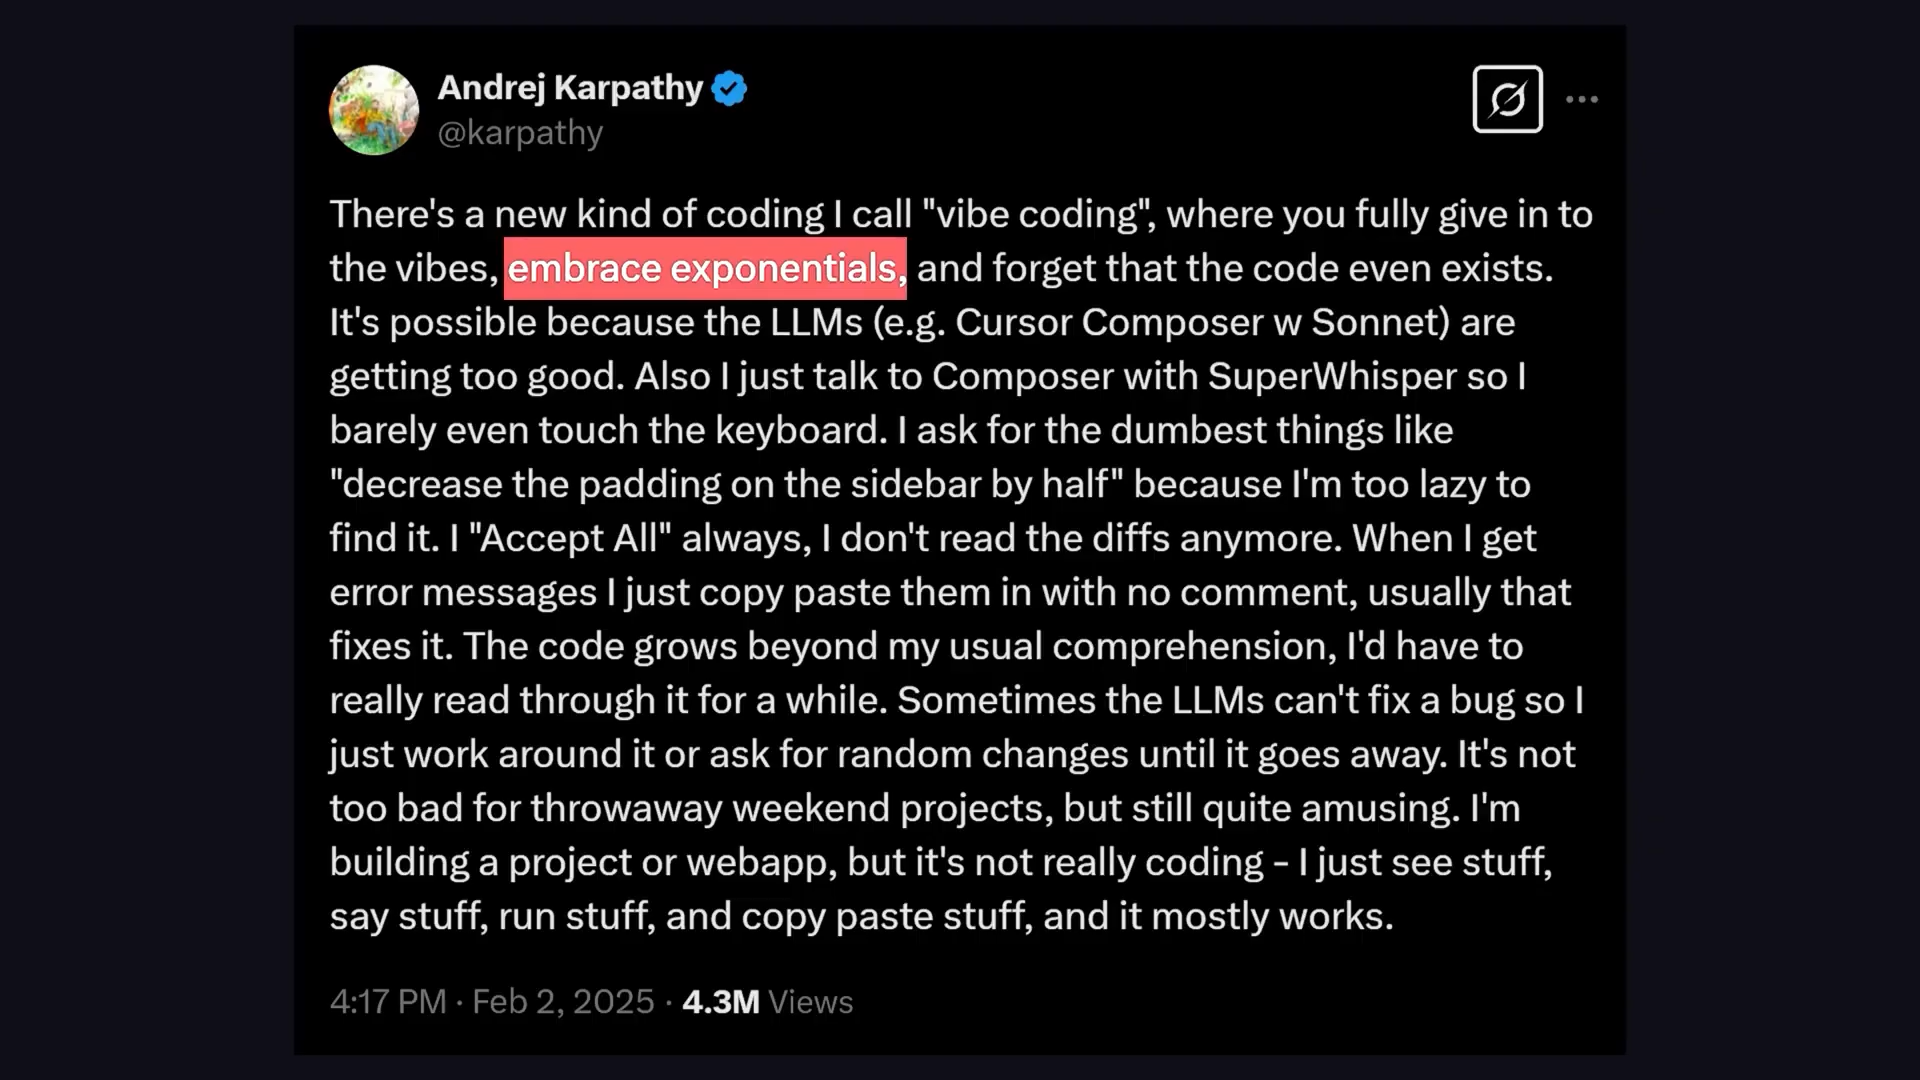 Andrej Karpathy
@karpathy
There's a new kind of coding I call "vibe coding", where you fully give in to
the vibes, embrace exponentials, and forget that the code even exists.
It's possible because the LLMs (e.g. Cursor Composer w Sonnet) are
getting too good. Also I just talk to Composer with SuperWhisper so I
barely even touch the keyboard. I ask for the dumbest things like
"decrease the padding on the sidebar by half" because I'm too lazy to
find it. I "Accept All" always, I don't read the diffs anymore. When I get
error messages I just copy paste them in with no comment, usually that
fixes it. The code grows beyond my usual comprehension, I'd have to
really read through it for a while. Sometimes the LLMs can't fix a bug so I
just work around it or ask for random changes until it goes away. It's not
too bad for throwaway weekend projects, but still quite amusing. I'm
building a project or webapp, but it's not really coding - I just see stuff,
say stuff, run stuff, and copy paste stuff, and it mostly works.
4:17 PM · Feb 2, 2025 · 4.3M Views